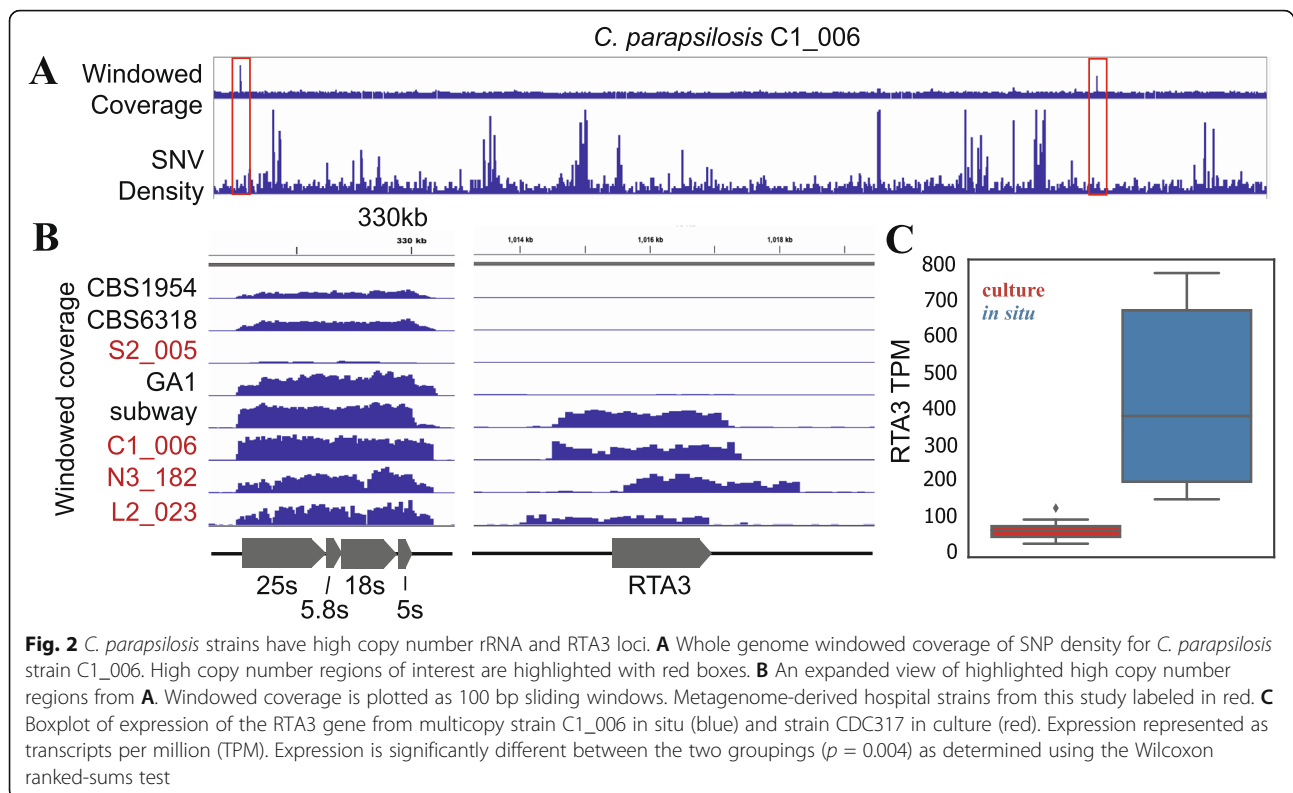 C. parapsilosis C1_006
A
Windowed
Coverage
SNV
Density
330kb
B
330 kb
1,014 kb
1,016 kb
1,018 kb
Windowed coverage
CBS1954
CBS6318
S2_005
GA1
subway
C1_006
N3_182
L2_023
25s
18s
5.8s
5s
RTA3
C
RTA3 TPM
800
700
600
500
400
300
200
100
0
culture
in situ
Fig. 2 C. parapsilosis strains have high copy number rRNA and RTA3 loci. A Whole genome windowed coverage of SNP density for C. parapsilosis
strain C1_006. High copy number regions of interest are highlighted with red boxes. B An expanded view of highlighted high copy number
regions from A. Windowed coverage is plotted as 100 bp sliding windows. Metagenome-derived hospital strains from this study labeled in red. C
Boxplot of expression of the RTA3 gene from multicopy strain C1_006 in situ (blue) and strain CDC317 in culture (red). Expression represented as
transcripts per million (TPM). Expression is significantly different between the two groupings (p = 0.004) as determined using the Wilcoxon
ranked-sums test